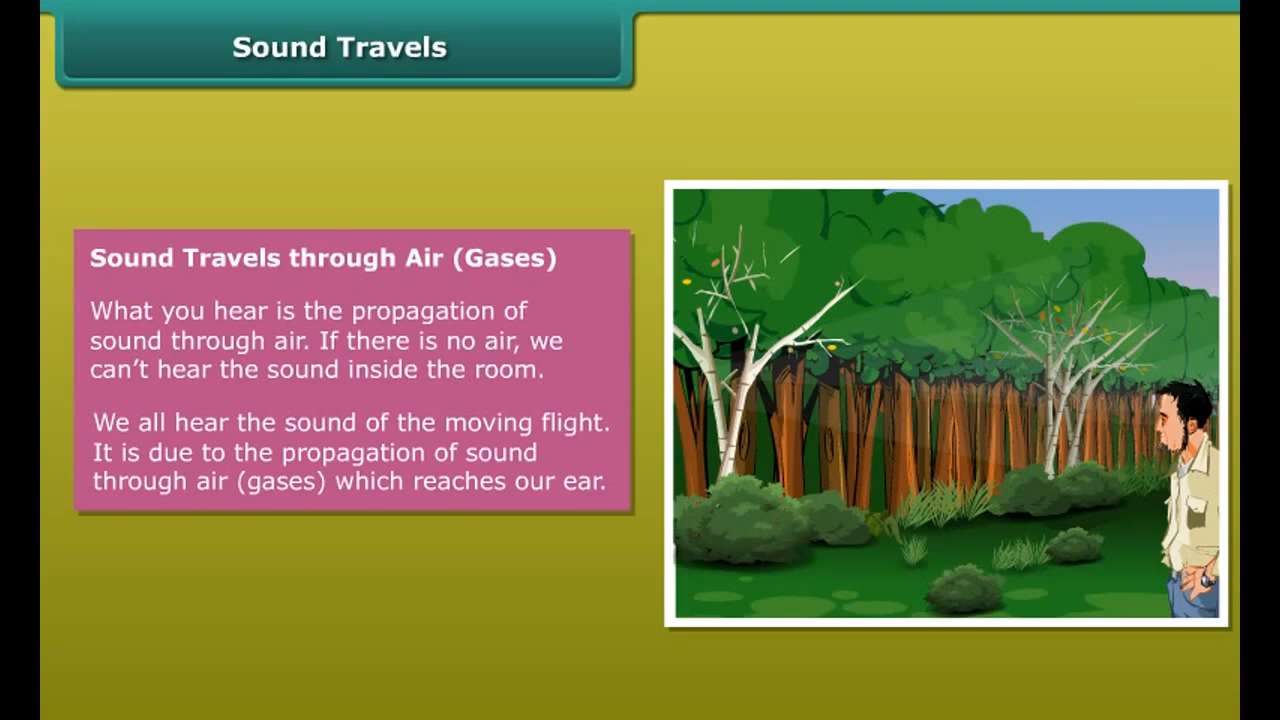 Sound Travels
Sound Travels through Air (Gases)
What you hear is the propagation of
sound through air. If there is no air, we
can’t hear the sound inside the room.
We all hear the sound of the moving flight.
It is due to the propagation of sound
through air (gases) which reaches our ear.